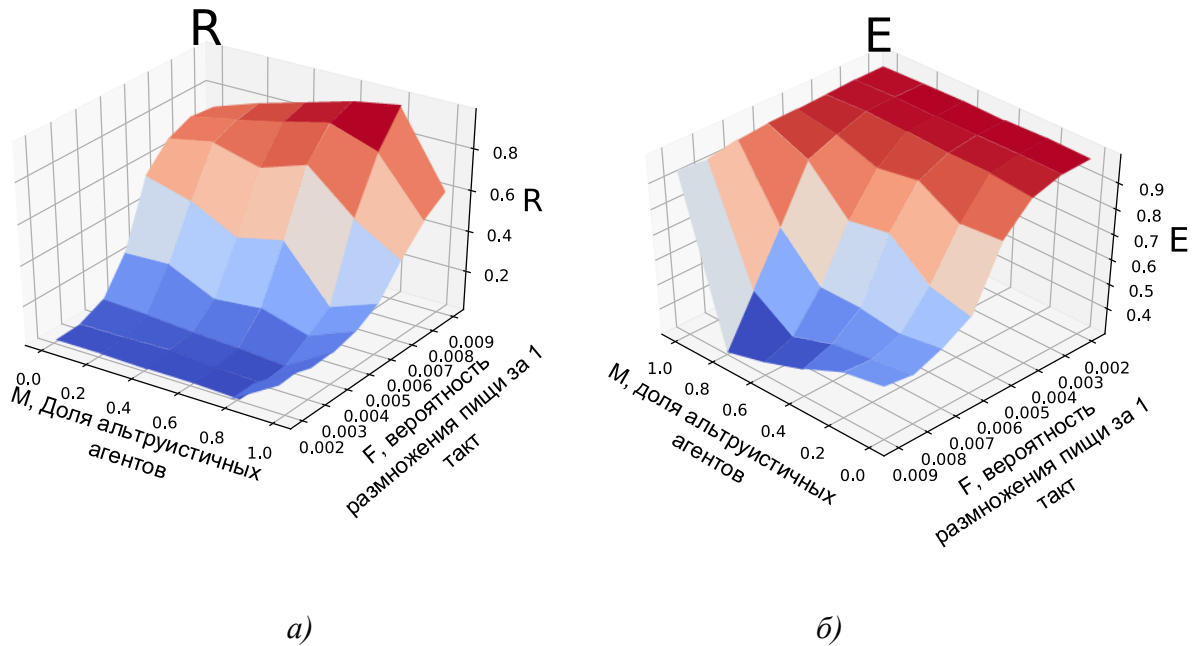 R
0.8
0.6
0.4
0.2
R
0.0
0.2
0.4
0.6
0.8
1.0
М, Доля альтруистичных
агентов
0.002
0.003
0.004
0.005
0.006
0.007
0.008
0.009
F, вероятность
размножения пищи за 1
такт
E
0.9
0.8
0.7
0.6
0.5
0.4
E
1.0
0.8
0.6
0.4
0.2
0.0
М, доля альтруистичных
агентов
0.009
0.008
0.007
0.006
0.005
0.004
0.003
0.002
F, вероятность
размножения пищи за 1
такт
а)
б)